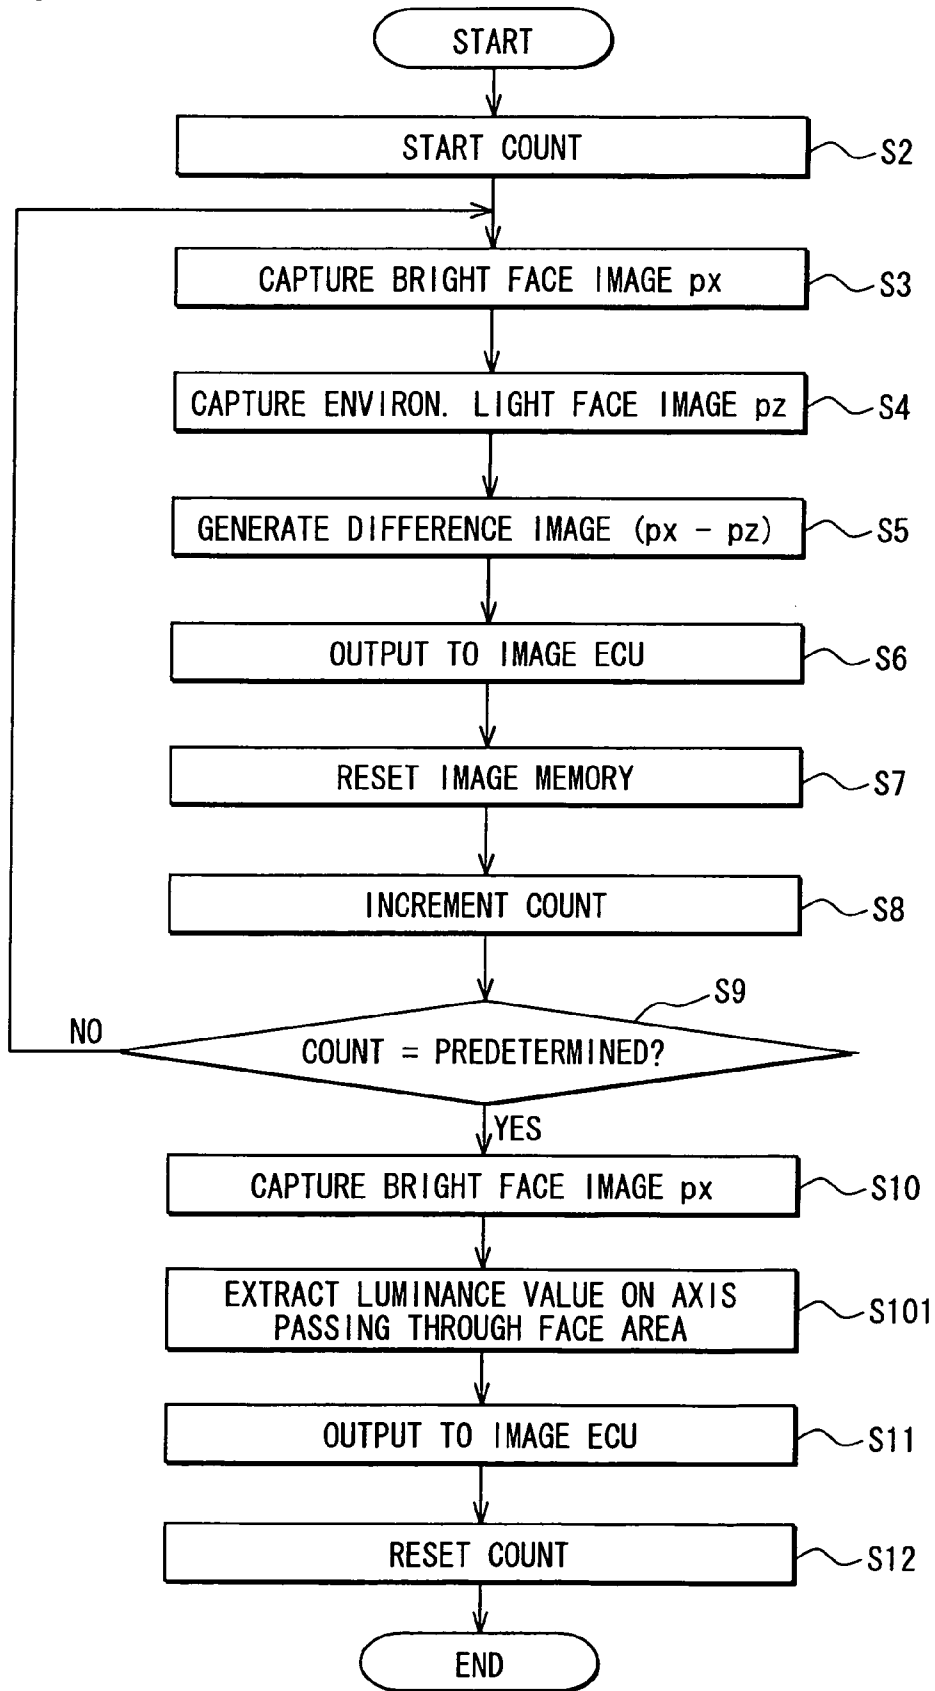 START
START COUNT
S2
CAPTURE BRIGHT FACE IMAGE px
S3
CAPTURE ENVIRON. LIGHT FACE IMAGE pz
S4
GENERATE DIFFERENCE IMAGE (px - pz)
S5
OUTPUT TO IMAGE ECU
S6
RESET IMAGE MEMORY
S7
INCREMENT COUNT
S8
S9
NO
COUNT = PREDETERMINED?
YES
CAPTURE BRIGHT FACE IMAGE px
S10
EXTRACT LUMINANCE VALUE ON AXIS
PASSING THROUGH FACE AREA
S101
OUTPUT TO IMAGE ECU
S11
RESET COUNT
S12
END